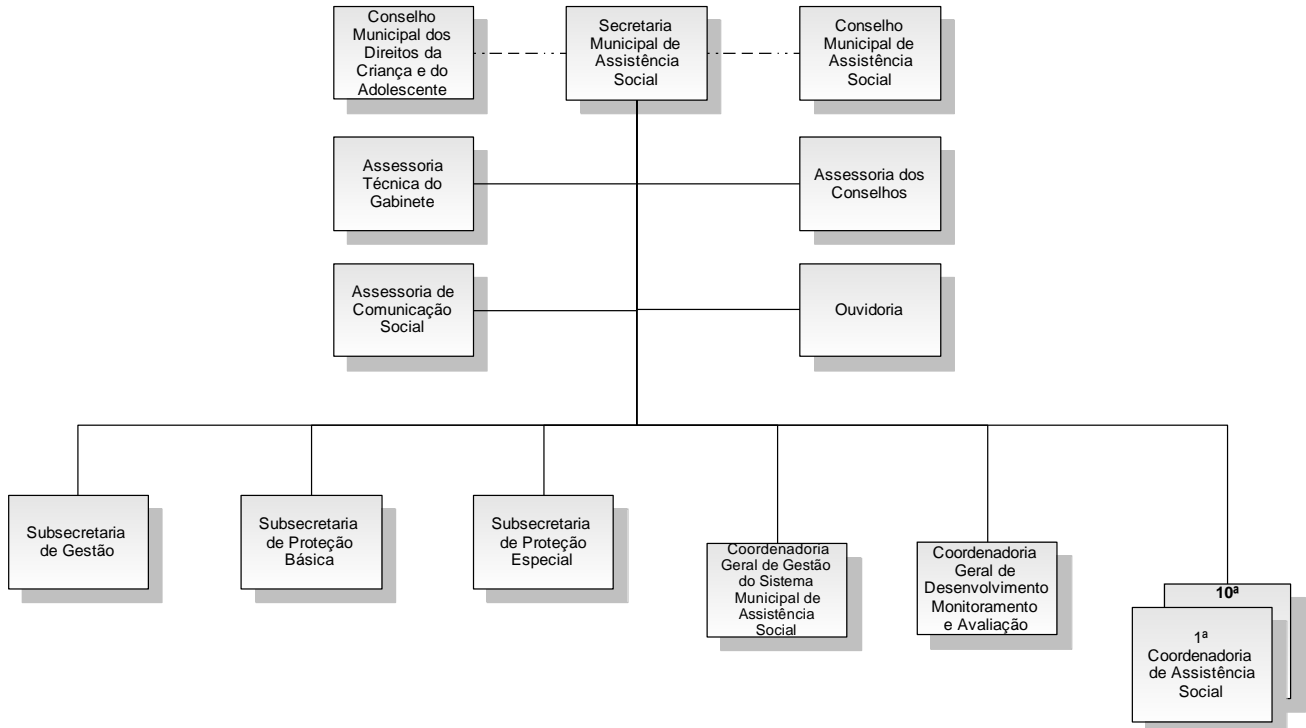 Conselho
Municipal dos
Direitos da
Criança e do
Adolescente
Secretaria
Municipal de
Assistência
Social
Conselho
Municipal de
Assistência
Social
Assessoria
Técnica do
Gabinete
Assessoria dos
Conselhos
Assessoria de
Comunicação
Social
Ouvidoria
Subsecretaria
de Gestão
Subsecretaria
de Proteção
Básica
Subsecretaria
de Proteção
Especial
Coordenadoria
Geral de Gestão
do Sistema
Municipal de
Assistência
Social
Coordenadoria
Geral de
Desenvolvimento
Monitoramento
e Avaliação
10ª
1ª
Coordenadoria
de Assistência
Social